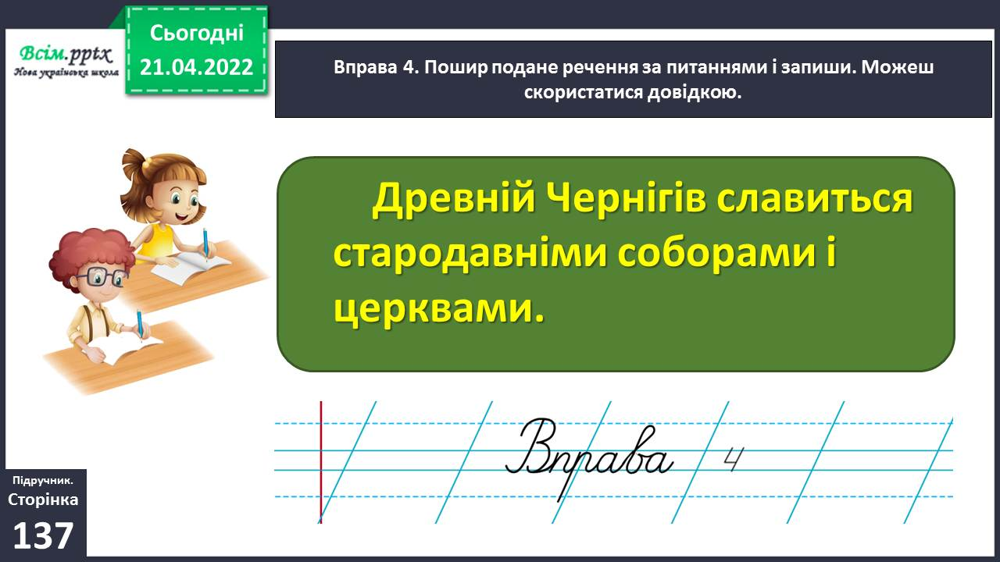 Всім.pptx
Нова українська школа
Сьогодні
21.04.2022
Вправа 4. Пошир подане речення за питаннями і запиши. Можеш
скористатися довідкою.
Древній Чернігів славиться
стародавніми соборами і
церквами.
Вправа 4
Підручник.
Сторінка
137